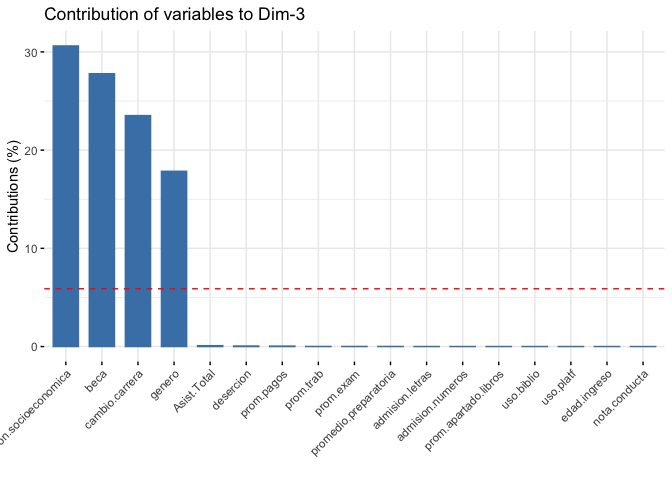 Contribution of variables to Dim-3
Contributions (%)
30
20
10
0
on.socioeconomica
beca
cambio.carrera
genero
Asist.Total
desercion
prom.pagos
prom.trab
prom.exam
promedio.preparatoria
admision.letras
admision.numeros
prom.apartado.libros
uso.biblio
uso.platf
edad.ingreso
nota.conducta